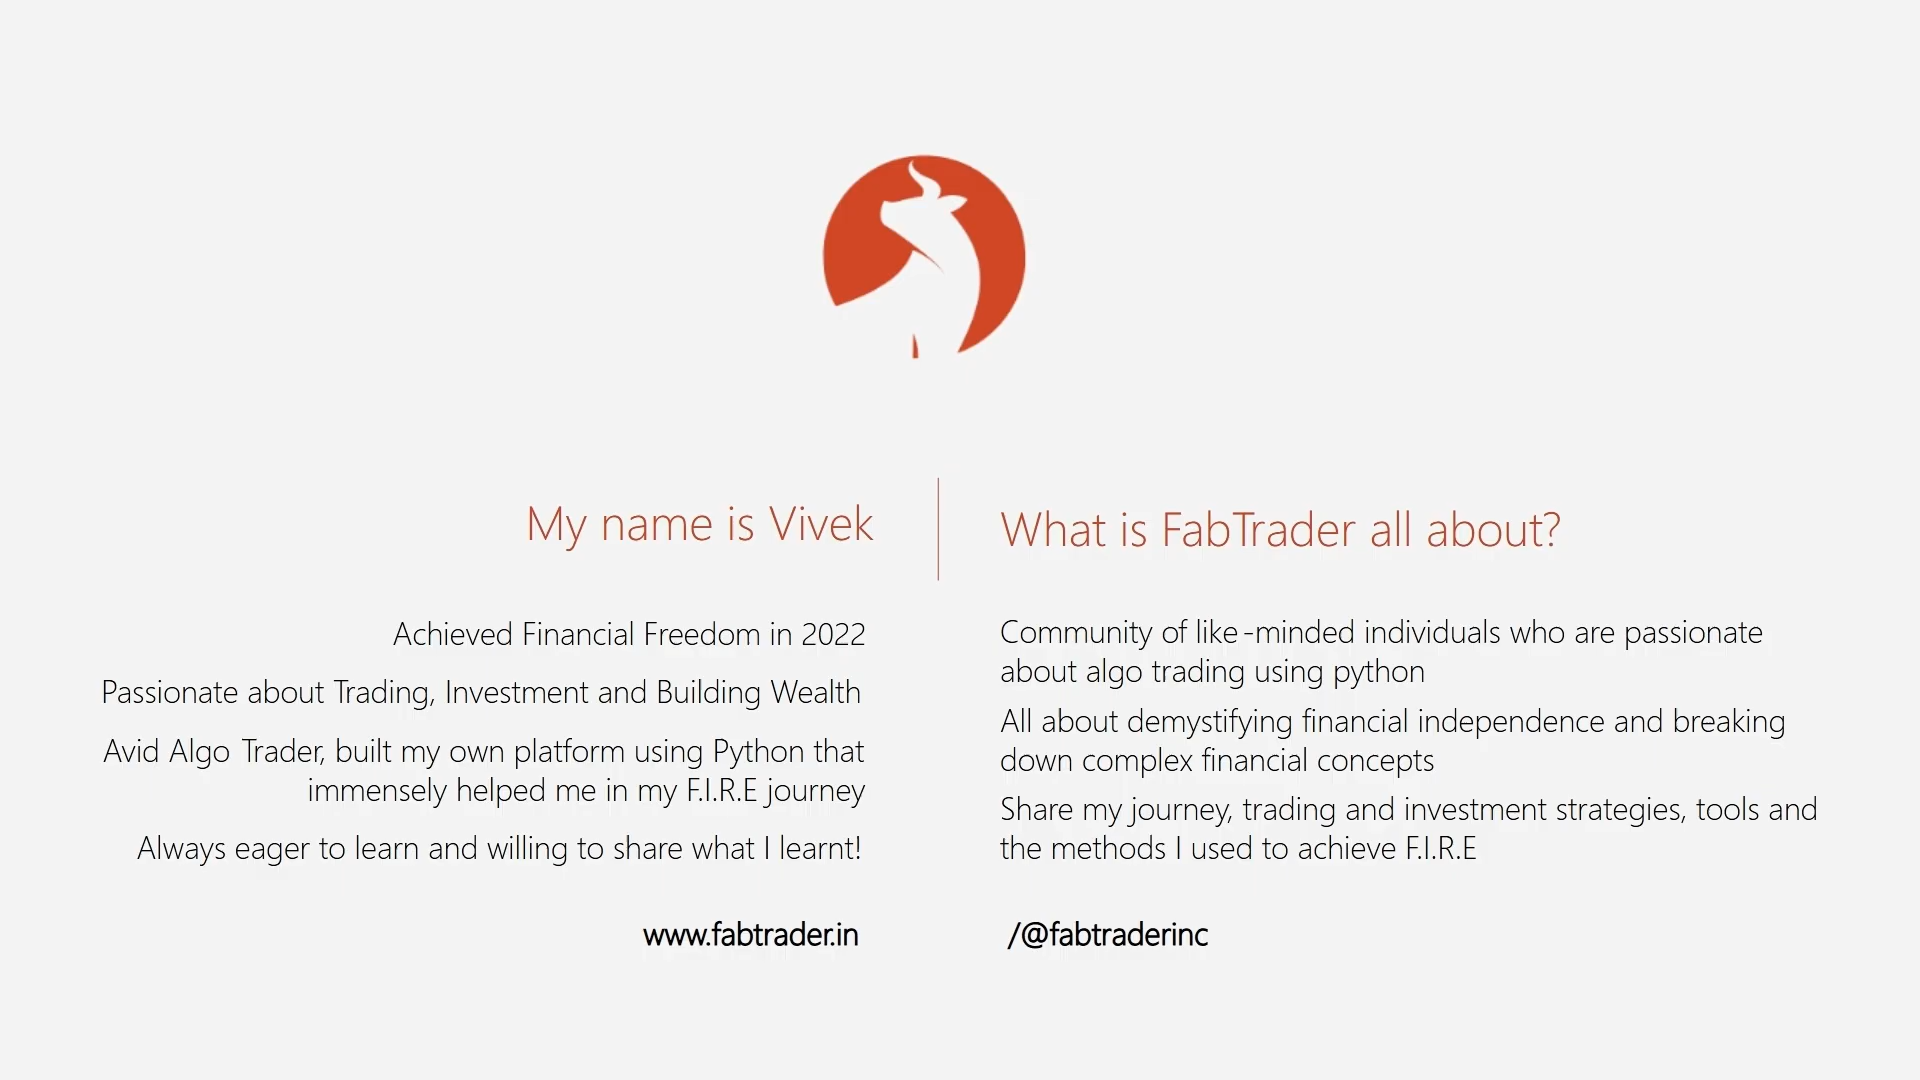 My name is Vivek
Achieved Financial Freedom in 2022
Passionate about Trading, Investment and Building Wealth
Avid Algo Trader, built my own platform using Python that
immensely helped me in my F.I.R.E journey
Always eager to learn and willing to share what I learnt!
www.fabtrader.in
What is FabTrader all about?
Community of like-minded individuals who are passionate
about algo trading using python
All about demystifying financial independence and breaking
down complex financial concepts
Share my journey, trading and investment strategies, tools and
the methods I used to achieve F.I.R.E
/@fabtraderinc